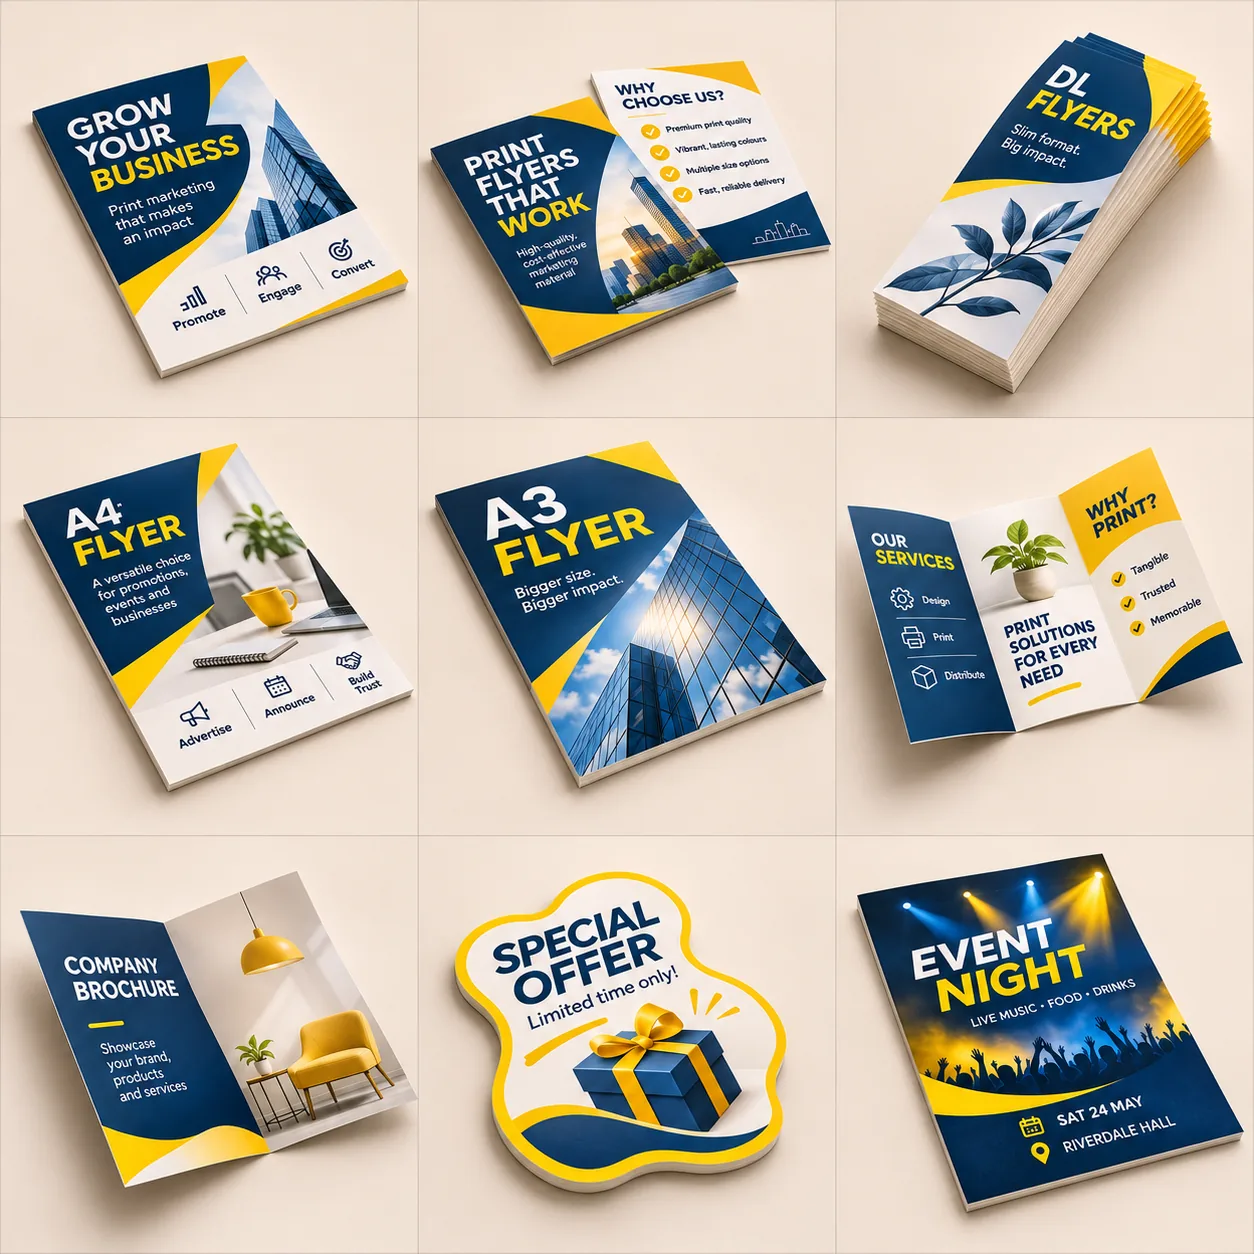 GROW
YOUR
BUSINESS
Print marketing
that makes
an impact
Promote
Engage
Convert
PRINT
FLYERS
THAT
WORK
High-quality,
cost-effective
marketing
material
WHY
CHOOSE US?
Premium print quality
Vibrant, lasting colours
Multiple size options
Fast, reliable delivery
DL
FLYERS
Slim format.
Big impact.
A4
FLYER
A versatile choice
for promotions,
events and
businesses
Advertise
Announce
Build
Trust
A3
FLYER
Bigger size.
Bigger impact.
OUR
SERVICES
Design
Print
Distribute
PRINT
SOLUTIONS
FOR EVERY
NEED
WHY
PRINT?
Tangible
Trusted
Memorable
COMPANY
BROCHURE
Showcase
your brand,
products
and services
SPECIAL
OFFER
Limited time only!
EVENT
NIGHT
LIVE MUSIC • FOOD • DRINKS
SAT 24 MAY
RIVERDALE HALL